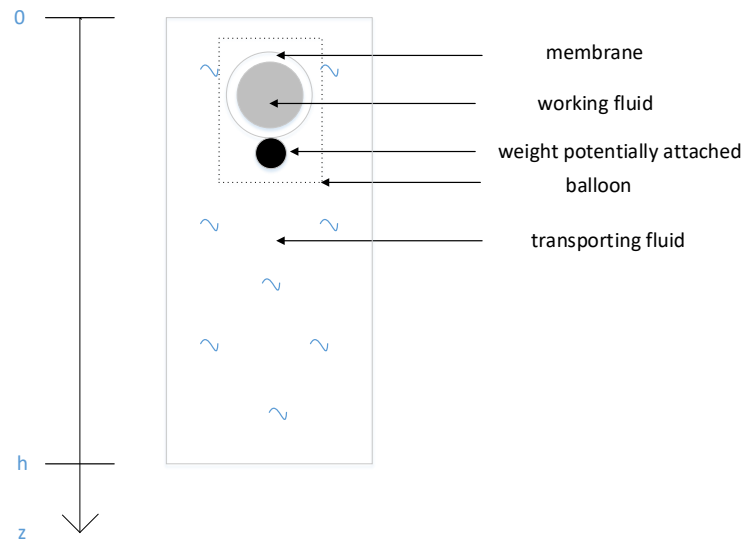 0
membrane
working fluid
weight potentially attached
balloon
transporting fluid
h
z